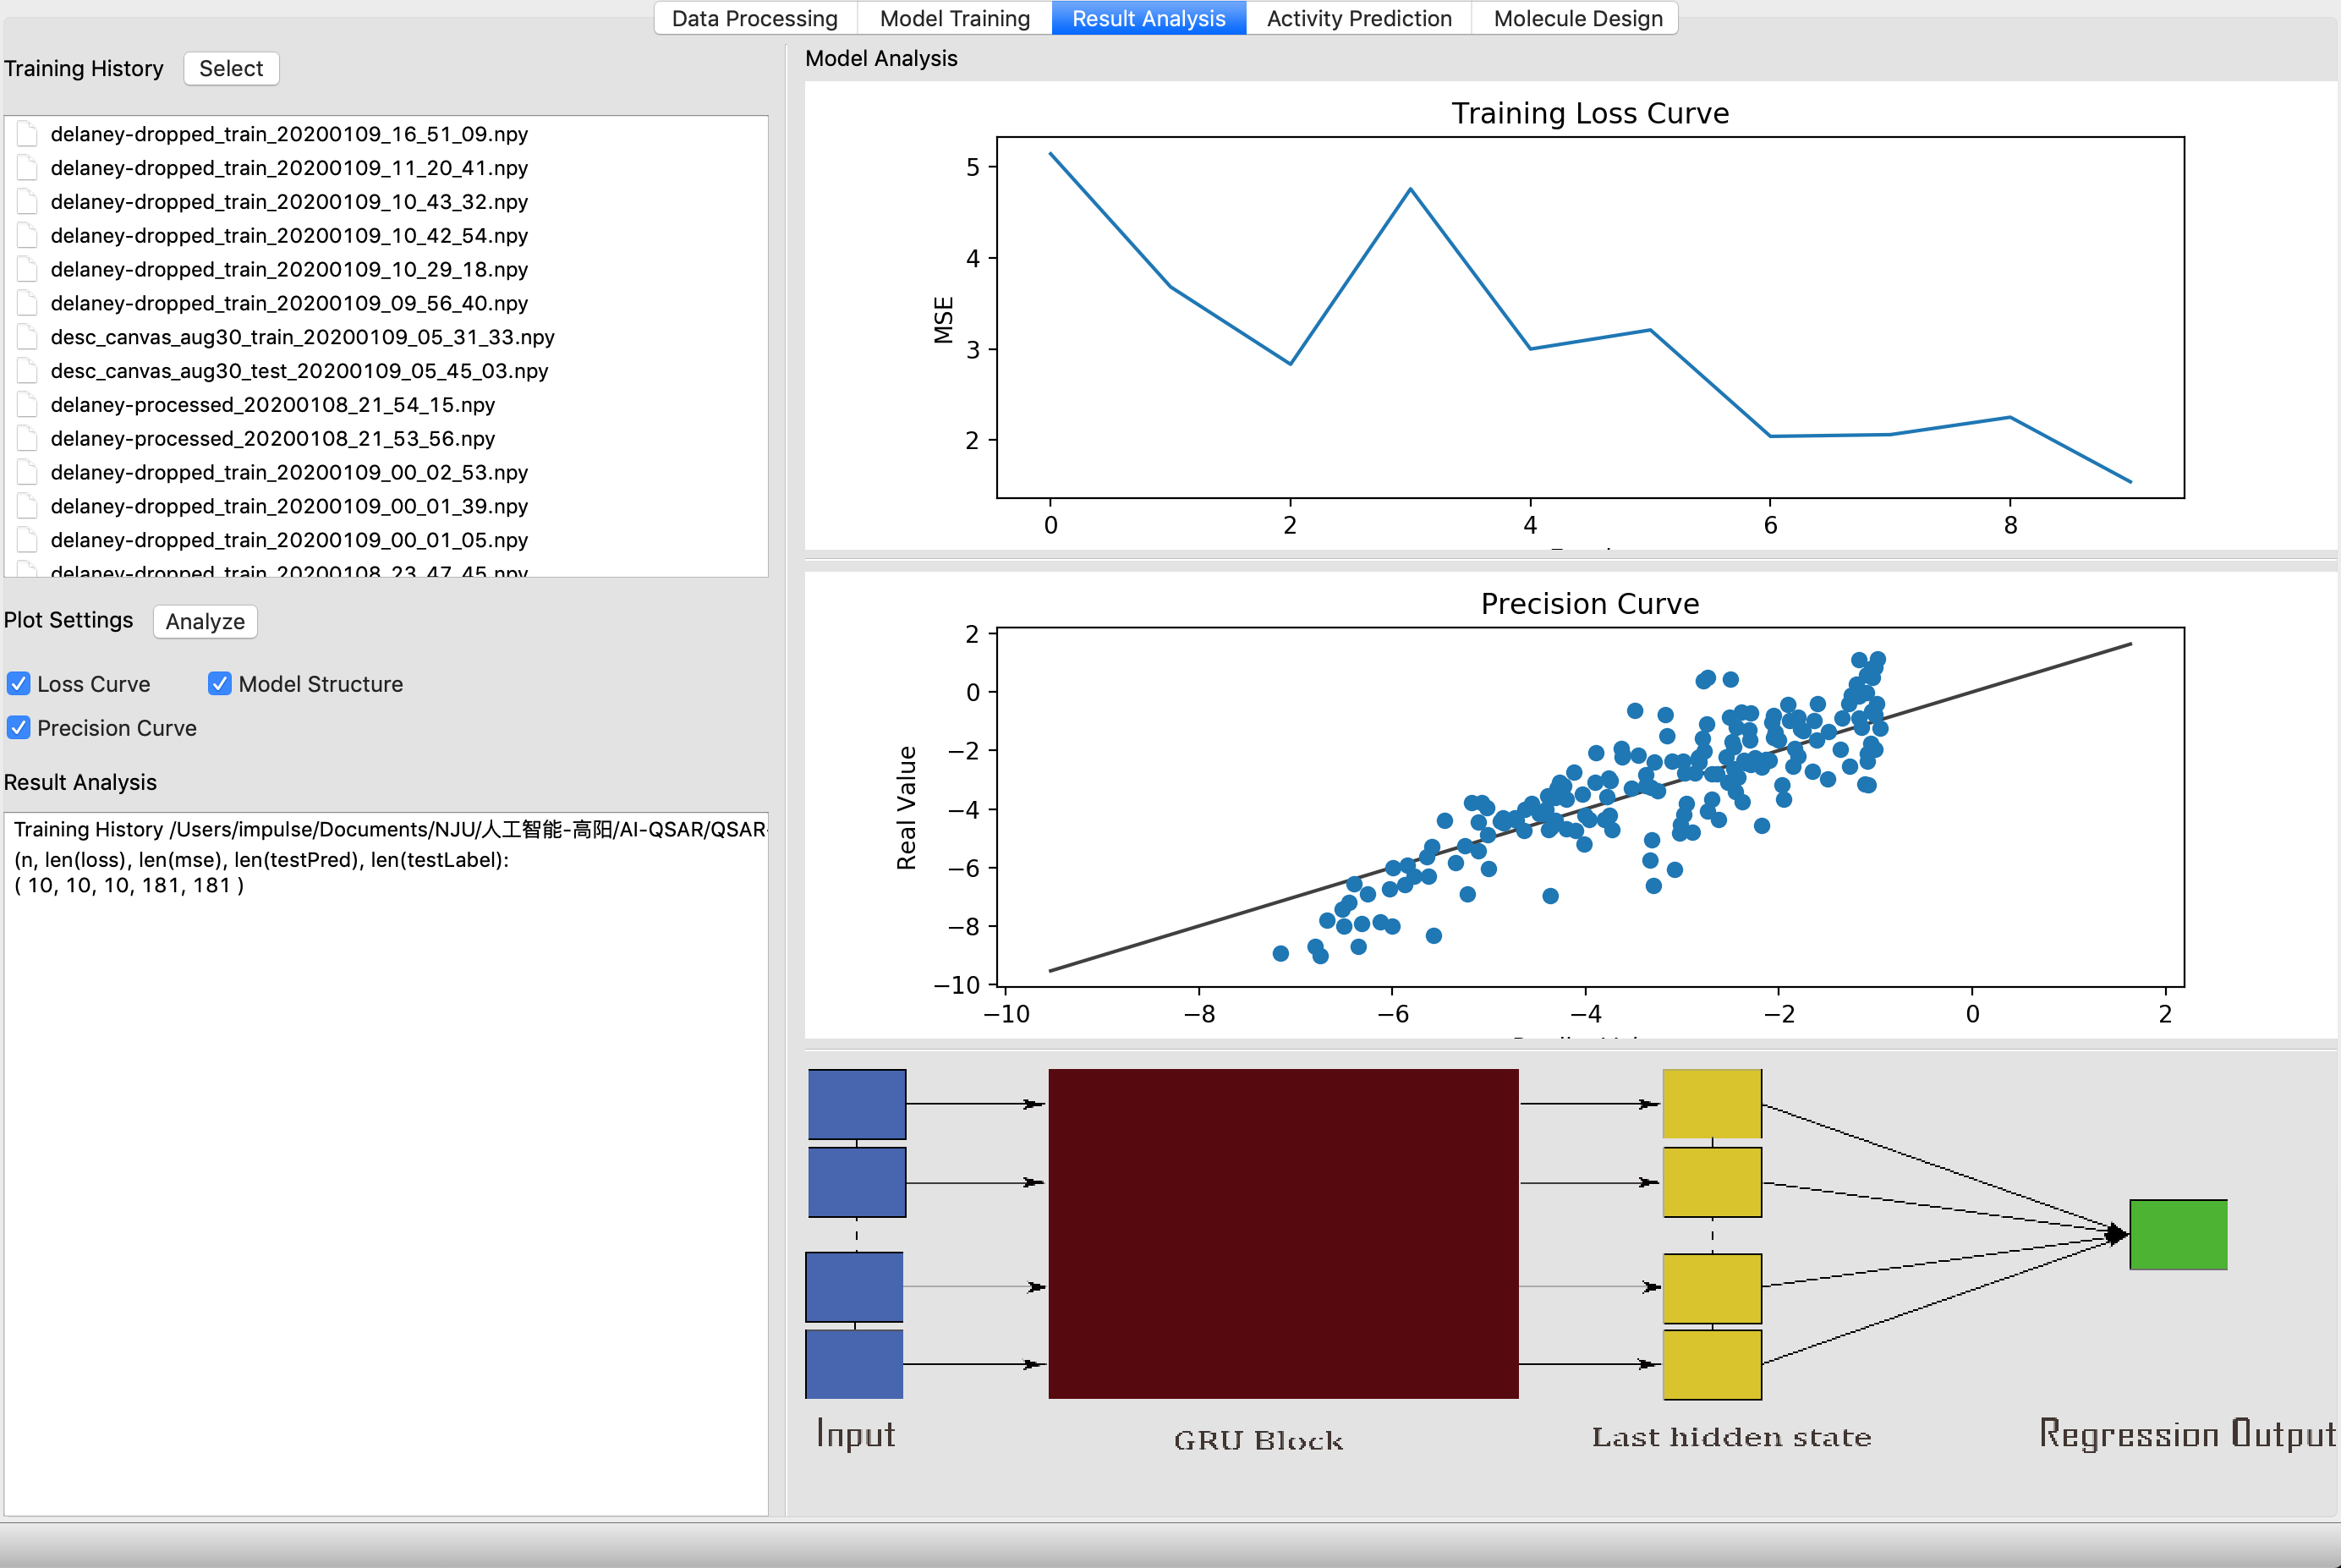 Data Processing Model Training Result Analysis Activity Prediction Molecule Design
Training History Select
delaney-dropped_train_20200109_16_51_09.npy
delaney-dropped_train_20200109_11_20_41.npy
delaney-dropped_train_20200109_10_43_32.npy
delaney-dropped_train_20200109_10_42_54.npy
delaney-dropped_train_20200109_10_29_18.npy
delaney-dropped_train_20200109_09_56_40.npy
desc_canvas_aug30_train_20200109_05_31_33.npy
desc_canvas_aug30_test_20200109_05_45_03.npy
delaney-processed_20200108_21_54_15.npy
delaney-processed_20200108_21_53_56.npy
delaney-dropped_train_20200109_00_02_53.npy
delaney-dropped_train_20200109_00_01_39.npy
delaney-dropped_train_20200109_00_01_05.npy
delaney-dropped_train_20200108_23_47_45.npy
Plot Settings Analyze
Loss Curve Model Structure
Precision Curve
Result Analysis
Training History /Users/impulse/Documents/NJU/人工智能-高阳/AI-QSAR/QSAR-
(n, len(loss), len(mse), len(testPred), len(testLabel):
( 10, 10, 10, 181, 181 )
Model Analysis
Training Loss Curve
MSE
5
4
3
2
0 2 4 6 8
Precision Curve
Real Value
2
0
−2
−4
−6
−8
−10
−10 −8 −6 −4 −2 0 2
Input GRU Block Last hidden state Regression Output